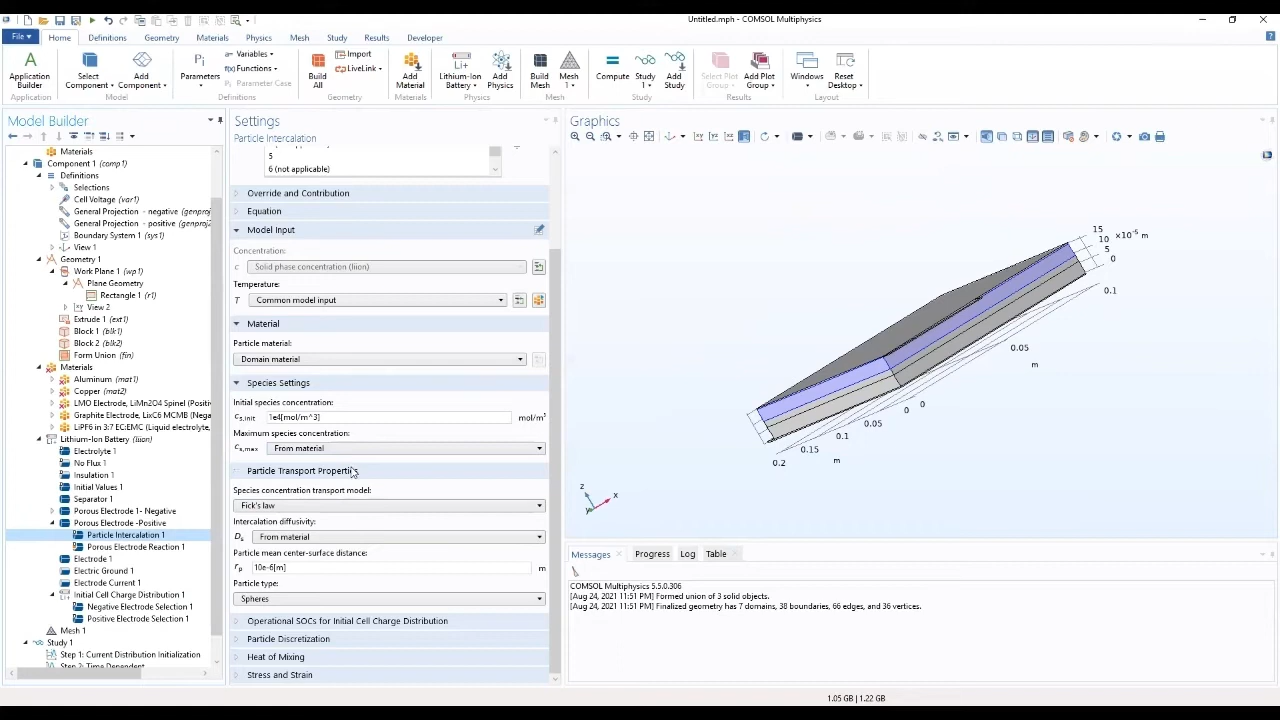 Untitled.mph - COMSOL Multiphysics
File Home Definitions Geometry Materials Physics Mesh Study Results Developer
Application Builder
Application
Select Component
Add Component
Model
Parameters
Variables
Functions
Parameter Case
Definitions
Build All
Import
LiveLink
Geometry
Add Material
Materials
Lithium-Ion Battery
Add Physics
Physics
Build Mesh
Mesh 1
Mesh
Compute
Study 1
Add Study
Study
Select Plot Group
Add Plot Group
Results
Windows
Reset Desktop
Layout
Model Builder
Materials
Component 1 (comp1)
Definitions
Selections
Cell Voltage (var1)
General Projection - negative (genproj
General Projection - positive (genproj2
Boundary System 1 (sys1)
View 1
Geometry 1
Work Plane 1 (wp1)
Plane Geometry
Rectangle 1 (r1)
View 2
Extrude 1 (ext1)
Block 1 (blk1)
Block 2 (blk2)
Form Union (fin)
Materials
Aluminum (mat1)
Copper (mat2)
LMO Electrode, LiMn2O4 Spinel (Positive
Graphite Electrode, LixC6 MCMB (Nega
LiPF6 in 3:7 EC:EMC (Liquid electrolyte,
Lithium-Ion Battery (liion)
Electrolyte 1
No Flux 1
Insulation 1
Initial Values 1
Separator 1
Porous Electrode 1- Negative
Porous Electrode -Positive
Particle Intercalation 1
Porous Electrode Reaction 1
Electrode 1
Electric Ground 1
Electrode Current 1
Initial Cell Charge Distribution 1
Negative Electrode Selection 1
Positive Electrode Selection 1
Mesh 1
Study 1
Step 1: Current Distribution Initialization
Step 2: Time Dependent
Settings
Particle Intercalation
5
6 (not applicable)
Override and Contribution
Equation
Model Input
Concentration:
c Solid phase concentration (liion)
Temperature:
T Common model input
Material
Particle material:
Domain material
Species Settings
Initial species concentration:
cs,init 1e4[mol/m^3] mol/m³
Maximum species concentration:
cs,max From material
Particle Transport Properties
Species concentration transport model:
Fick's law
Intercalation diffusivity:
Ds From material
Particle mean center-surface distance:
rp 10e-6[m] m
Particle type:
Spheres
Operational SOCs for Initial Cell Charge Distribution
Particle Discretization
Heat of Mixing
Stress and Strain
Graphics
15
10 ×10⁻⁵ m
5
0
0.1
0.05
m
0
0
0.05
0.1
m
0.15
0.2
z
x
y
Messages Progress Log Table
COMSOL Multiphysics 5.5.0.306
[Aug 24, 2021 11:51 PM] Formed union of 3 solid objects.
[Aug 24, 2021 11:51 PM] Finalized geometry has 7 domains, 38 boundaries, 66 edges, and 36 vertices.
1.05 GB | 1.22 GB